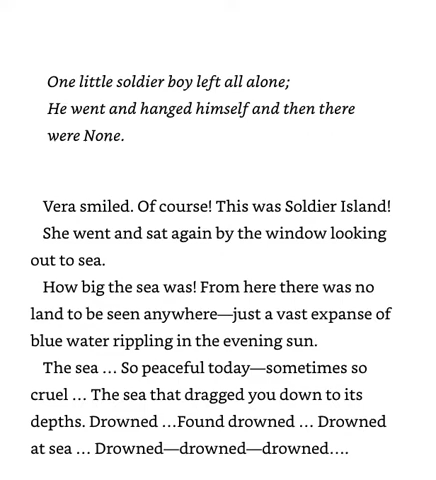 One little soldier boy left all alone;
He went and hanged himself and then there
were None.
Vera smiled. Of course! This was Soldier Island!
She went and sat again by the window looking
out to sea.
How big the sea was! From here there was no
land to be seen anywhere—just a vast expanse of
blue water rippling in the evening sun.
The sea … So peaceful today—sometimes so
cruel … The sea that dragged you down to its
depths. Drowned …Found drowned … Drowned
at sea … Drowned—drowned—drowned….